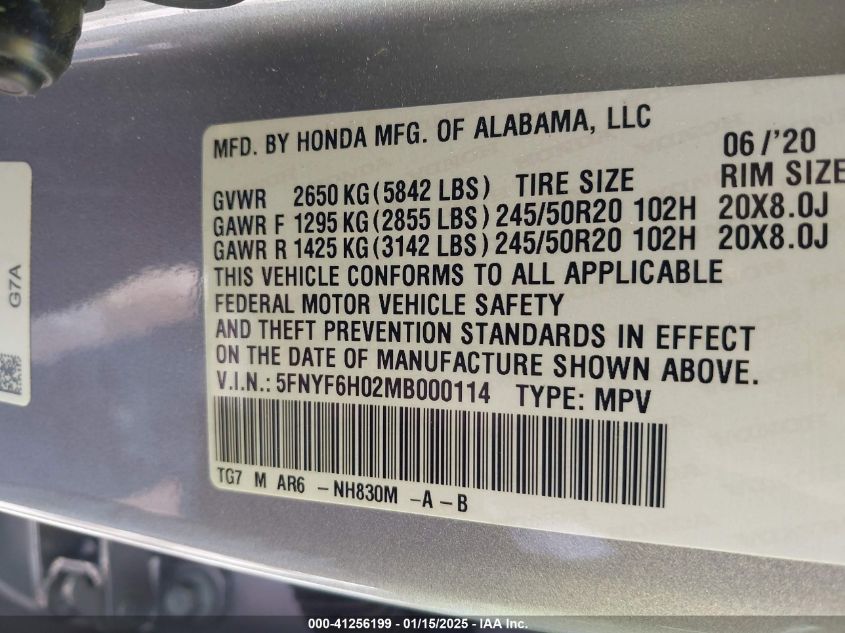 MFD. BY HONDA MFG. OF ALABAMA, LLC
06/'20
GVWR 2650 KG (5842 LBS) TIRE SIZE RIM SIZE
GAWR F 1295 KG (2855 LBS) 245/50R20 102H 20X8.0J
GAWR R 1425 KG (3142 LBS) 245/50R20 102H 20X8.0J
THIS VEHICLE CONFORMS TO ALL APPLICABLE
FEDERAL MOTOR VEHICLE SAFETY
AND THEFT PREVENTION STANDARDS IN EFFECT
ON THE DATE OF MANUFACTURE SHOWN ABOVE.
V.I.N.: 5FNYF6H02MB000114 TYPE: MPV
TG7 M AR6 -NH830M -A-B
G7A
000-41256199 - 01/15/2025 - IAA Inc.